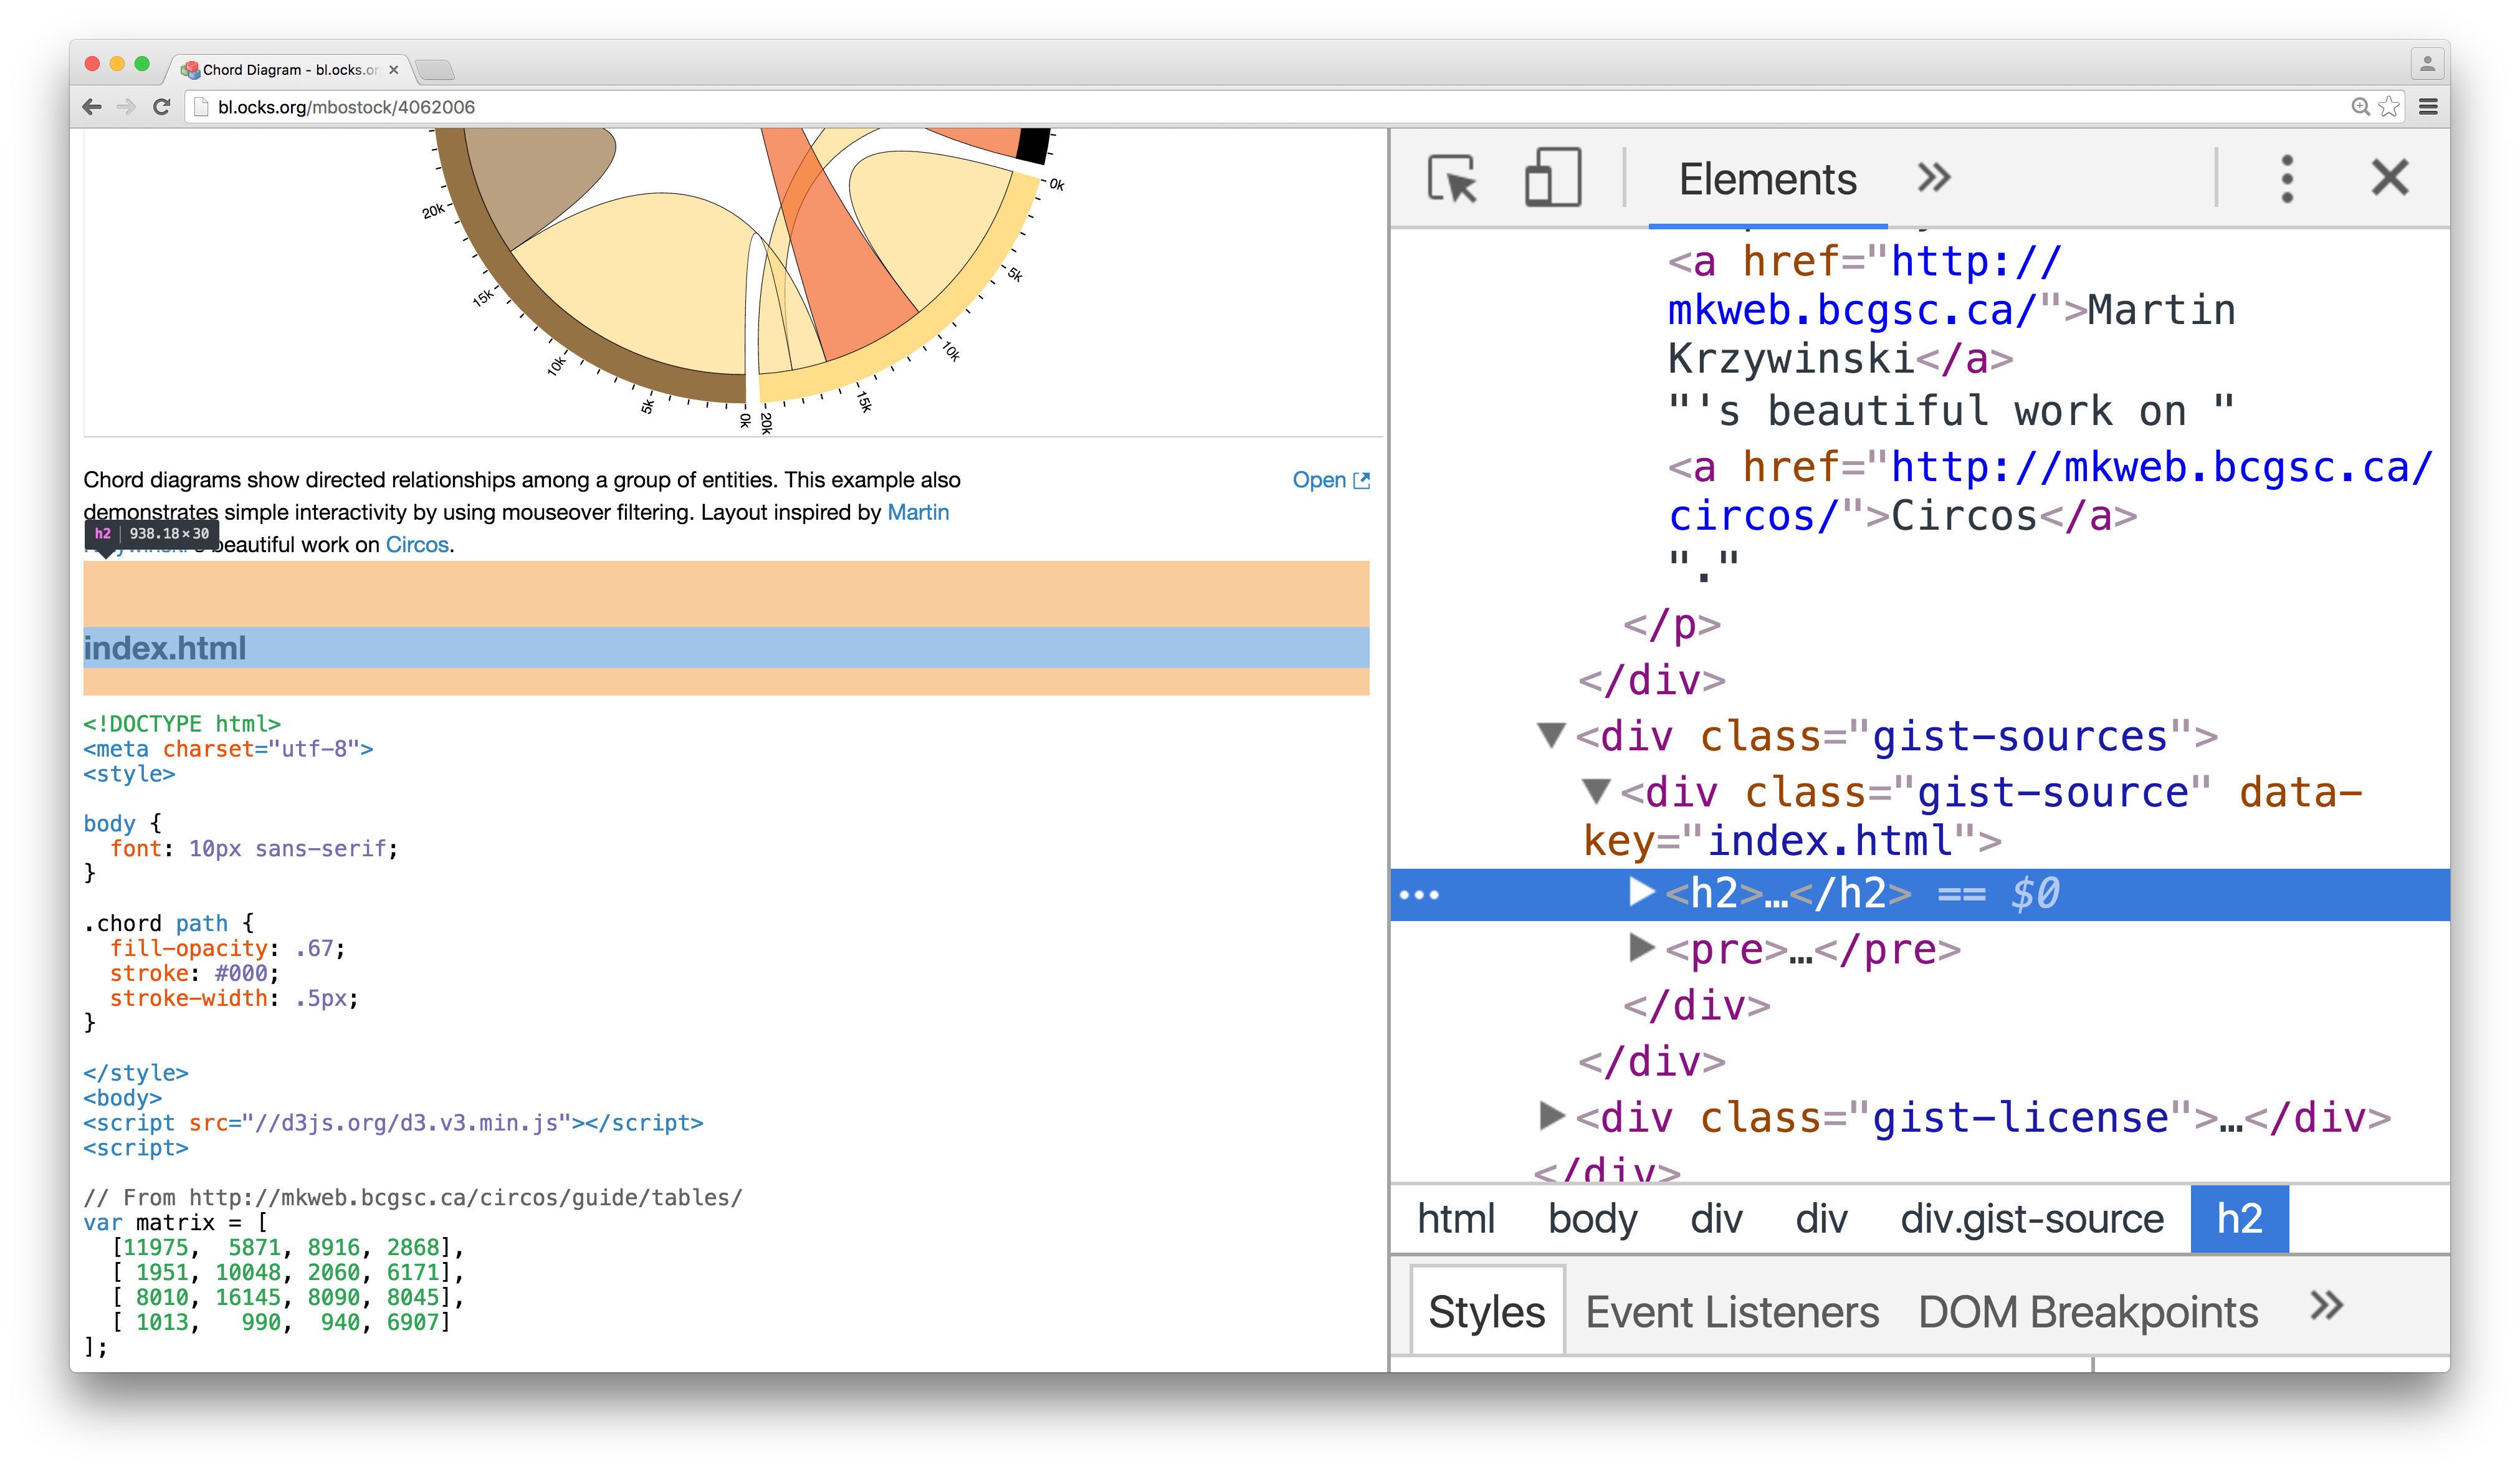 Chord Diagram - bl.ocks.or
bl.ocks.org/mbostock/4062006
20k
15k
10k
5k
0k
20k
15k
10k
5k
0k
Chord diagrams show directed relationships among a group of entities. This example also
demonstrates simple interactivity by using mouseover filtering. Layout inspired by Martin
beautiful work on Circos.
Open
h2 938.18×30
index.html
<!DOCTYPE html>
<meta charset="utf-8">
<style>
body {
  font: 10px sans-serif;
}
.chord path {
  fill-opacity: .67;
  stroke: #000;
  stroke-width: .5px;
}
</style>
<body>
<script src="//d3js.org/d3.v3.min.js"></script>
<script>
// From http://mkweb.bcgsc.ca/circos/guide/tables/
var matrix = [
  [11975,  5871, 8916, 2868],
  [ 1951, 10048, 2060, 6171],
  [ 8010, 16145, 8090, 8045],
  [ 1013,   990,  940, 6907]
];
Elements
<a href="http://
mkweb.bcgsc.ca/">Martin
Krzywinski</a>
"'s beautiful work on "
<a href="http://mkweb.bcgsc.ca/
circos/">Circos</a>
"."
</p>
</div>
<div class="gist-sources">
<div class="gist-source" data-
key="index.html">
<h2>…</h2> == $0
<pre>…</pre>
</div>
</div>
<div class="gist-license">…</div>
</div>
html body div div div.gist-source h2
Styles Event Listeners DOM Breakpoints